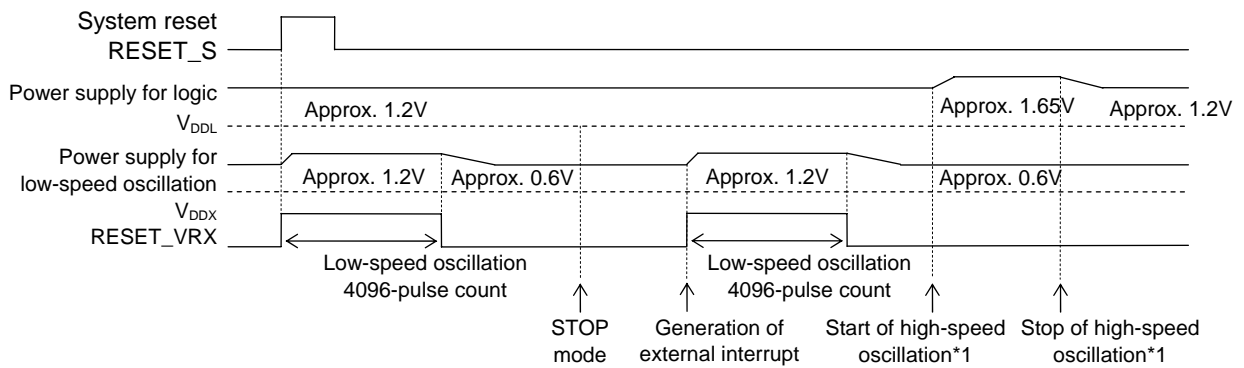 System reset
RESET_S
Power supply for logic
Approx. 1.2V
Approx. 1.65V
Approx. 1.2V
VDDL
Power supply for
low-speed oscillation
Approx. 1.2V
Approx. 0.6V
Approx. 1.2V
Approx. 0.6V
VDDX
RESET_VRX
Low-speed oscillation
4096-pulse count
Low-speed oscillation
4096-pulse count
STOP
mode
Generation of
external interrupt
Start of high-speed
oscillation*1
Stop of high-speed
oscillation*1